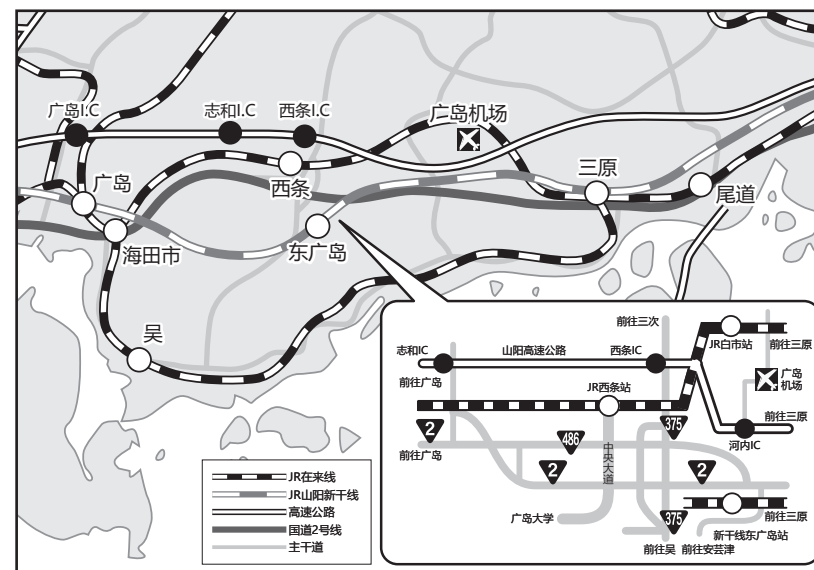 广岛I.C
志和I.C
西条I.C
广岛机场
广岛
西条
三原
尾道
海田市
东广岛
吴
JR在来线
JR山阳新干线
高速公路
国道2号线
主干道
前往三次
志和IC
山阳高速公路
西条IC
JR白市站
前往三原
前往广岛
JR西条站
广岛
机场
前往三原
河内IC
2
486
375
前往广岛
2
中央大道
2
广岛大学
375
前往三原
新干线东广岛站
前往吴
前往安芸津